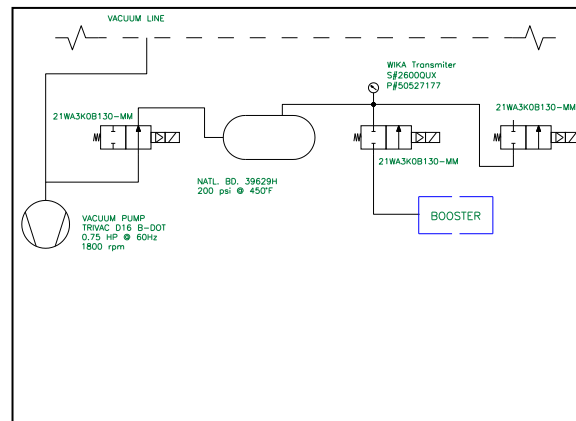 VACUUM LINE
WIKA Transmiter
S#2600QUX
P#50527177
21WA3K0B130-MM
21WA3K0B130-MM
21WA3K0B130-MM
NATL. BD. 39629H
200 psi @ 450°F
VACUUM PUMP
TRIVAC D16 B-DOT
0.75 HP @ 60Hz
1800 rpm
BOOSTER